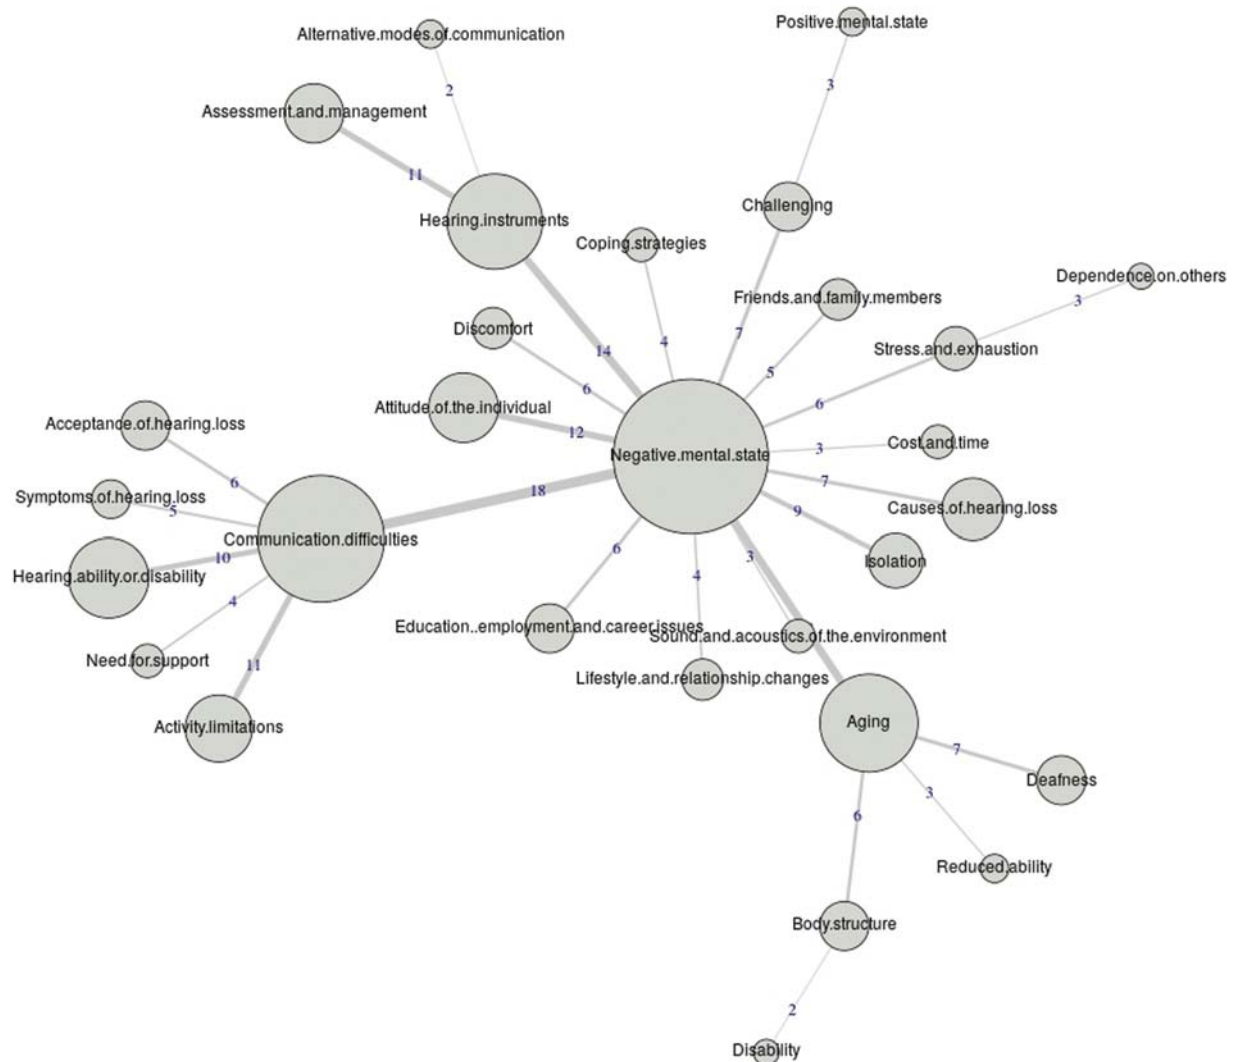 Positive.mental.state
Alternative.modes.of.communication
3
2
Assessment.and.management
11
Challenging
Hearing.instruments
Coping.strategies
Dependence.on.others
Friends.and.family.members
3
Discomfort
7
4
Stress.and.exhaustion
14
5
6
6
Attitude.of.the.individual
Acceptance.of.hearing.loss
12
Cost.and.time
3
Negative.mental.state
6
7
18
Symptoms.of.hearing.loss
5
9
Causes.of.hearing.loss
Communication.difficulties
6
3
10
Isolation
Hearing.ability.or.disability
4
4
Education..employment.and.career.issues
Sound.and.acoustics.of.the.environment
Need.for.support
11
Lifestyle.and.relationship.changes
Activity.limitations
Aging
7
Deafness
3
6
Reduced.ability
Body.structure
2
Disability